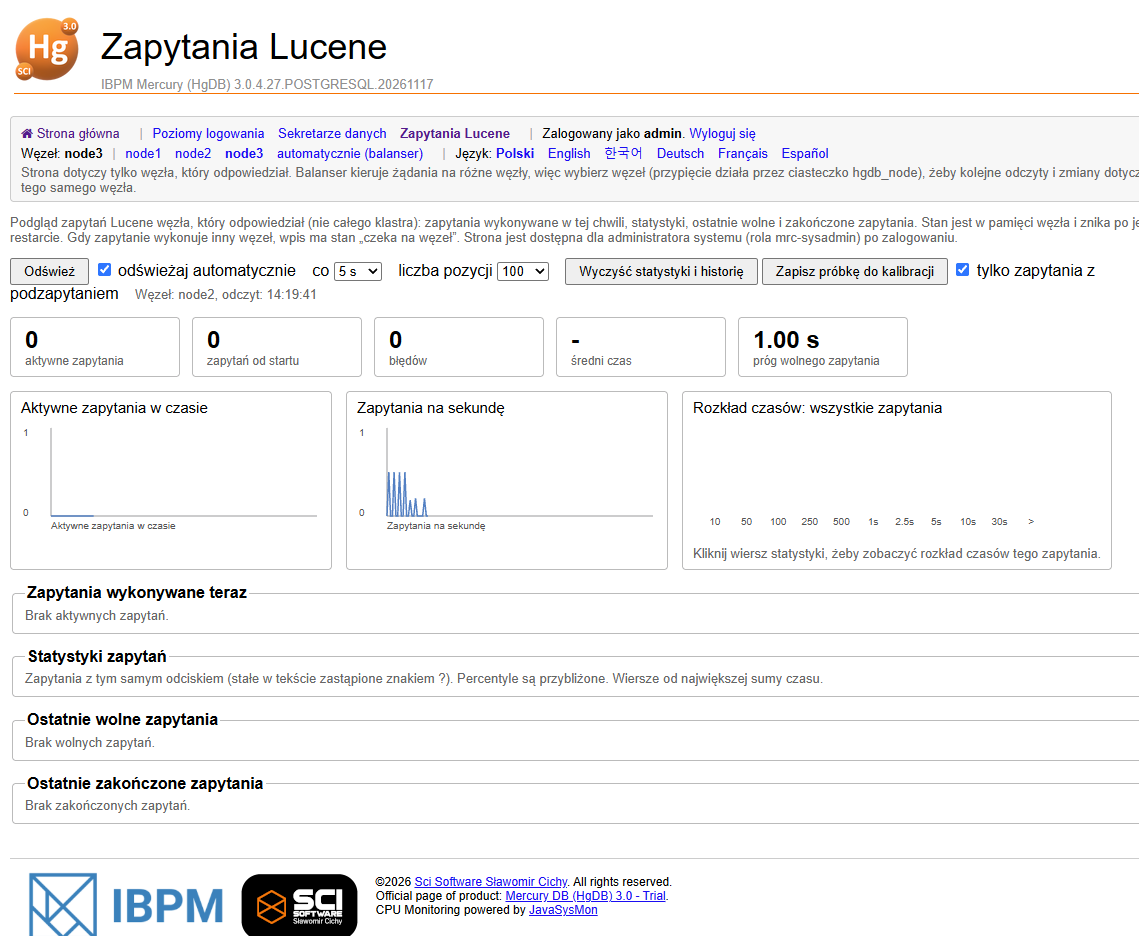 Hg 3.0 SCI
Zapytania Lucene
IBPM Mercury (HgDB) 3.0.4.27.POSTGRESQL.20261117
Strona główna | Poziomy logowania Sekretarze danych Zapytania Lucene | Zalogowany jako admin. Wyloguj się
Węzeł: node3 | node1 node2 node3 automatycznie (balanser) | Język: Polski English 한국어 Deutsch Français Español
Strona dotyczy tylko węzła, który odpowiedział. Balanser kieruje żądania na różne węzły, więc wybierz węzeł (przypięcie działa przez ciasteczko hgdb_node), żeby kolejne odczyty i zmiany dotycz
tego samego węzła.
Podgląd zapytań Lucene węzła, który odpowiedział (nie całego klastra): zapytania wykonywane w tej chwili, statystyki, ostatnie wolne i zakończone zapytania. Stan jest w pamięci węzła i znika po je
restarcie. Gdy zapytanie wykonuje inny węzeł, wpis ma stan „czeka na węzeł”. Strona jest dostępna dla administratora systemu (rola mrc-sysadmin) po zalogowaniu.
Odśwież odświeżaj automatycznie co 5 s liczba pozycji 100 Wyczyść statystyki i historię Zapisz próbkę do kalibracji tylko zapytania z
podzapytaniem Węzeł: node2, odczyt: 14:19:41
0 0 0 - 1.00 s
aktywne zapytania zapytań od startu błędów średni czas próg wolnego zapytania
Aktywne zapytania w czasie
1
0
Aktywne zapytania w czasie
Zapytania na sekundę
1
0
Zapytania na sekundę
Rozkład czasów: wszystkie zapytania
10 50 100 250 500 1s 2.5s 5s 10s 30s >
Kliknij wiersz statystyki, żeby zobaczyć rozkład czasów tego zapytania.
Zapytania wykonywane teraz
Brak aktywnych zapytań.
Statystyki zapytań
Zapytania z tym samym odciskiem (stałe w tekście zastąpione znakiem ?). Percentyle są przybliżone. Wiersze od największej sumy czasu.
Ostatnie wolne zapytania
Brak wolnych zapytań.
Ostatnie zakończone zapytania
Brak zakończonych zapytań.
IBPM
SCI
SOFTWARE
Sławomir Cichy
©2026 Sci Software Sławomir Cichy. All rights reserved.
Official page of product: Mercury DB (HgDB) 3.0 - Trial.
CPU Monitoring powered by JavaSysMon